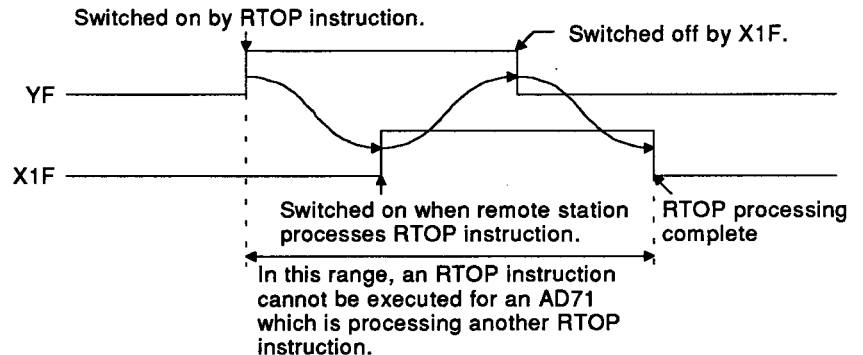 Switched on by RTOP instruction.
Switched off by X1F.
YF
X1F
Switched on when remote station
processes RTOP instruction.
RTOP processing
complete
In this range, an RTOP instruction
cannot be executed for an AD71
which is processing another RTOP
instruction.